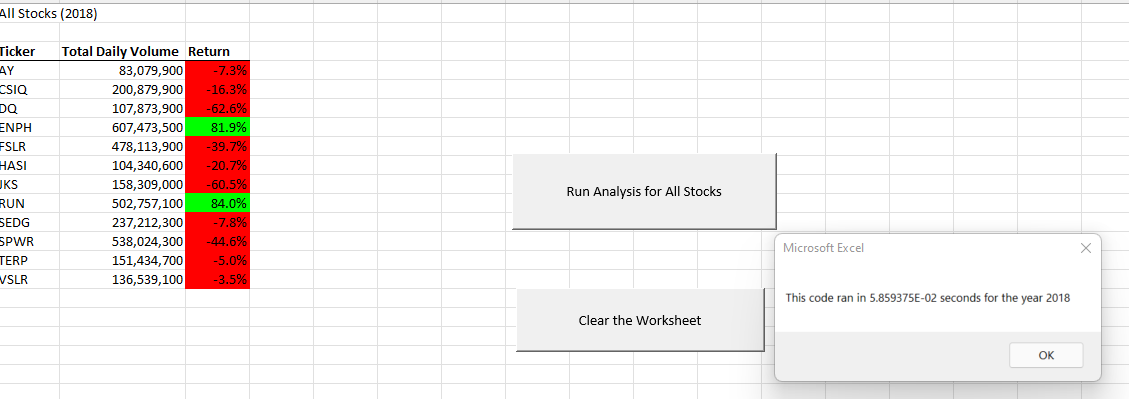 All Stocks (2018)
Ticker Total Daily Volume Return
AY 83,079,900 -7.3%
CSIQ 200,879,900 -16.3%
DQ 107,873,900 -62.6%
ENPH 607,473,500 81.9%
FSLR 478,113,900 -39.7%
HASI 104,340,600 -20.7%
JKS 158,309,000 -60.5%
RUN 502,757,100 84.0%
SEDG 237,212,300 -7.8%
SPWR 538,024,300 -44.6%
TERP 151,434,700 -5.0%
VSLR 136,539,100 -3.5%
Run Analysis for All Stocks
Clear the Worksheet
Microsoft Excel
This code ran in 5.859375E-02 seconds for the year 2018
OK